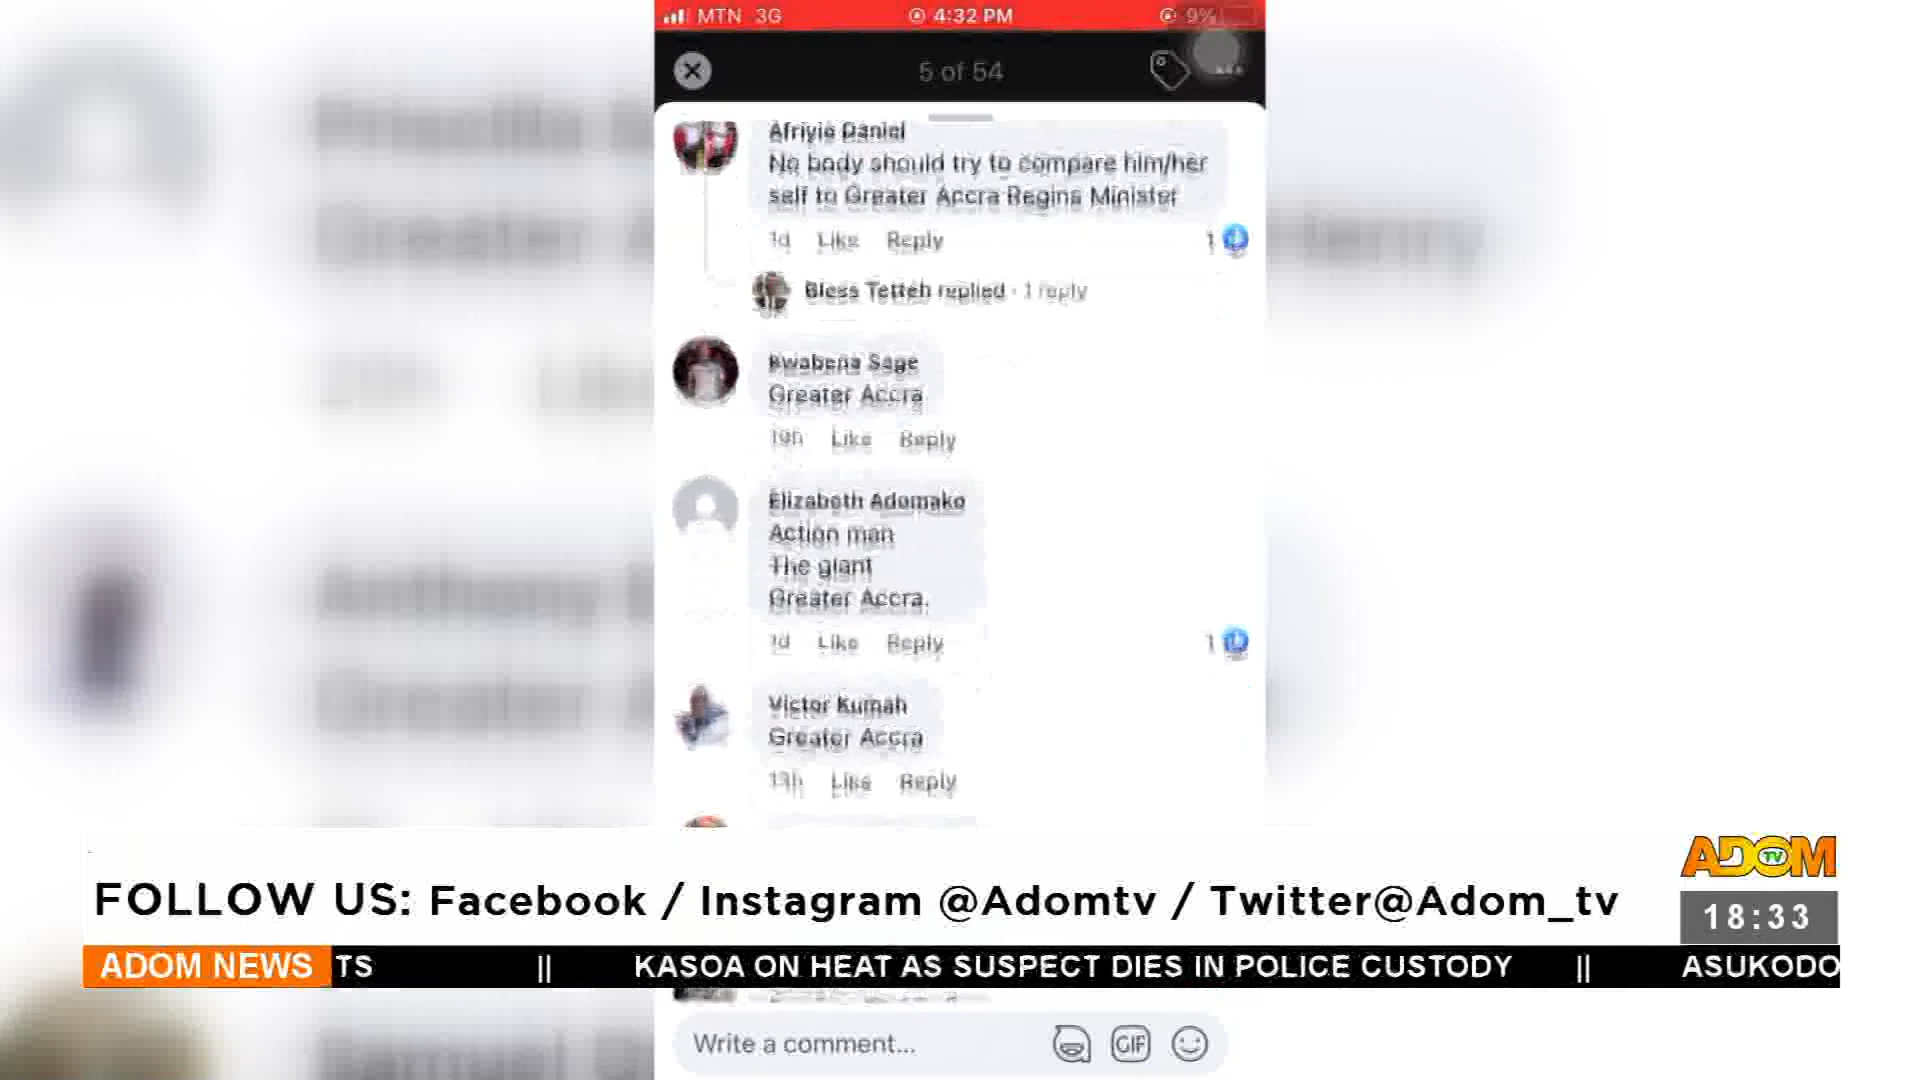 MTN 3G 4:32 PM 9%
5 of 54
Afriyie Daniel
No body should try to compare him/her
self to Greater Accra Regins Minister
1d Like Reply 1
Bless Tetteh replied · 1 reply
Kwabena Sage
Greater Accra
19h Like Reply
Elizabeth Adomako
Action man
The giant
Greater Accra.
1d Like Reply 1
Victor Kumah
Greater Accra
13h Like Reply
ADOM TV
FOLLOW US: Facebook / Instagram @Adomtv / Twitter@Adom_tv
18:33
ADOM NEWS TS || KASOA ON HEAT AS SUSPECT DIES IN POLICE CUSTODY || ASUKODO
Write a comment... GIF